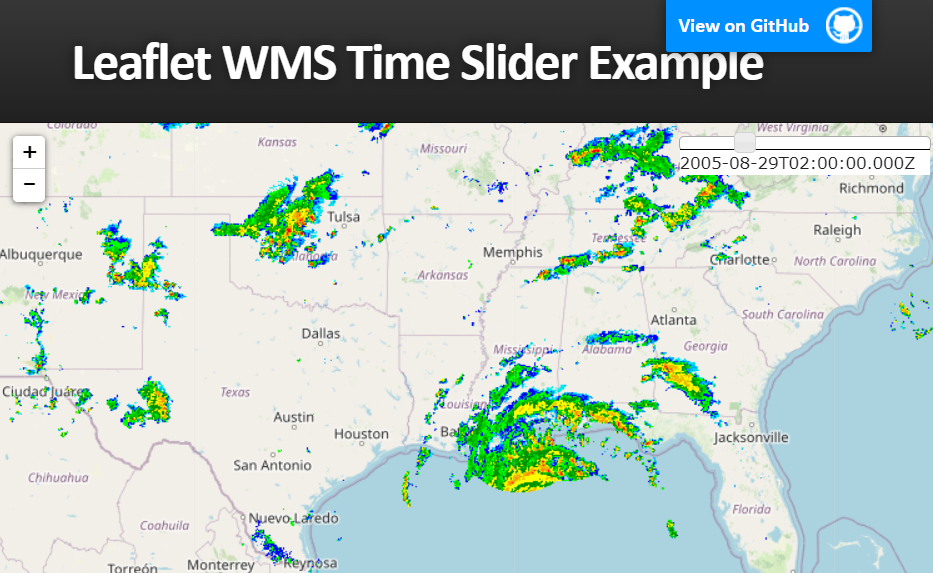 View on GitHub
Leaflet WMS Time Slider Example
Colorado
West Virginia
Kansas
Missouri
+
2005-08-29T02:00:00.000Z
−
Richmond
Tulsa
Raleigh
Tennessee
Albuquerque
Memphis
Charlotte
North Carolina
Oklahoma
Arkansas
New Mexico
South Carolina
Atlanta
Dallas
Mississippi
Alabama
Georgia
Ciudad Juárez
Texas
Louisiana
Austin
Houston
Ba
Jacksonville
San Antonio
Chihuahua
Florida
Nuevo Laredo
Coahuila
Torreón
Monterrey
Reynosa